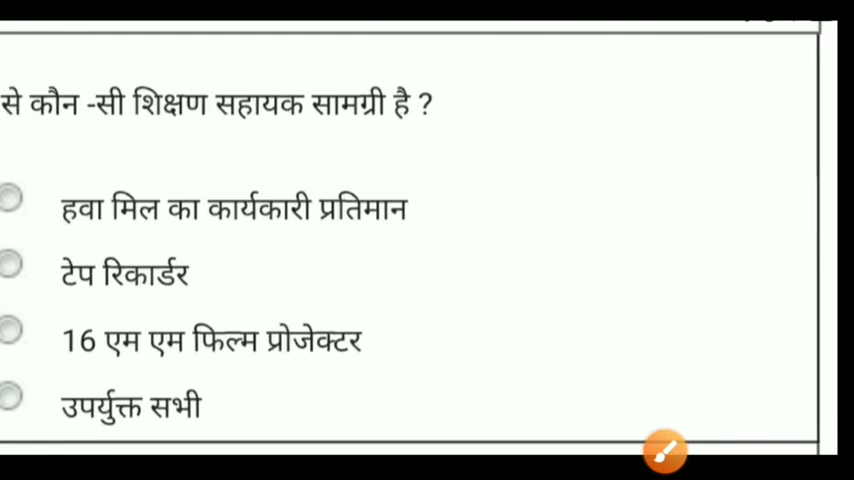 से कौन -सी शिक्षण सहायक सामग्री है ?
हवा मिल का कार्यकारी प्रतिमान
टेप रिकार्डर
16 एम एम फिल्म प्रोजेक्टर
उपर्युक्त सभी